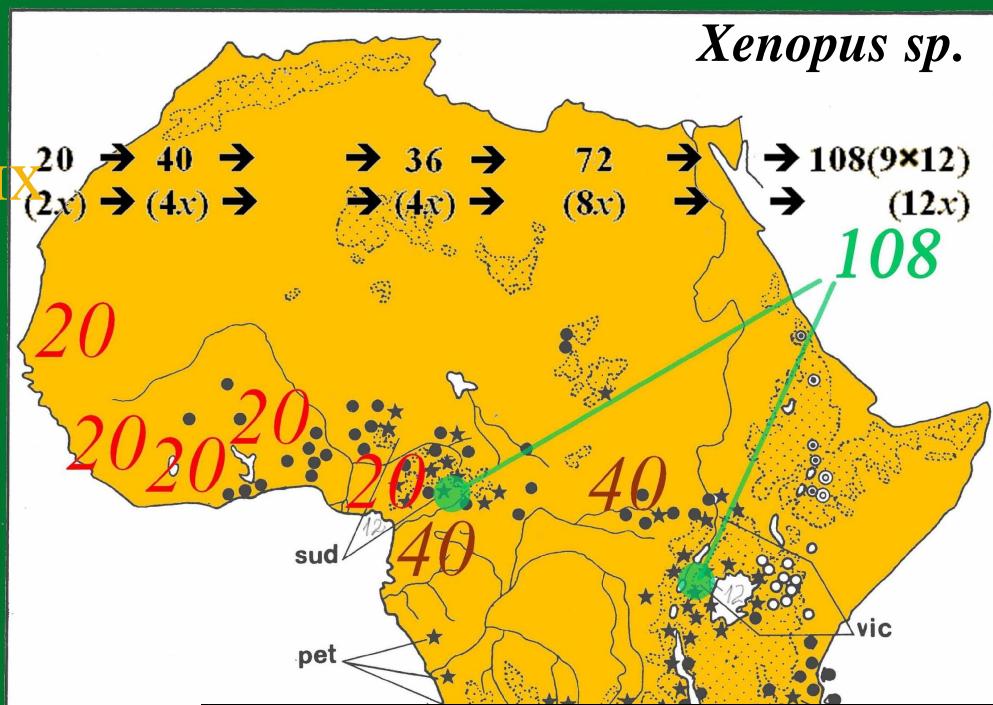 Xenopus sp.
20 → 40 → → 36 → 72 → → 108(9×12)
IX
(2x) → (4x) → → (4x) → (8x) → → (12x)
108
20
20
20
20
20
40
12
40
sud
12
vic
pet